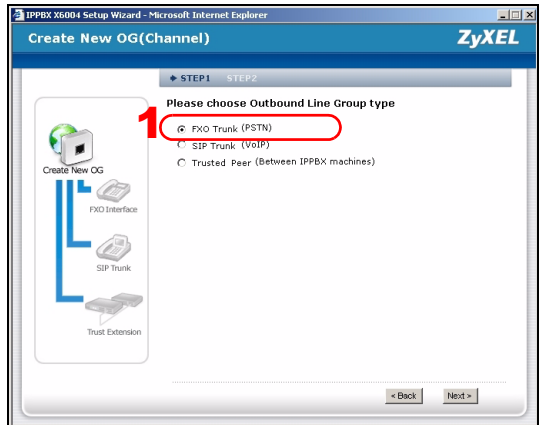 IPPBX X6004 Setup Wizard - Microsoft Internet Explorer
Create New OG(Channel)
ZyXEL
STEP1 STEP2
Please choose Outbound Line Group type
1
FXO Trunk (PSTN)
SIP Trunk (VoIP)
Trusted Peer (Between IPPBX machines)
Create New OG
FXO Interface
SIP Trunk
Trust Extension
< Back Next >